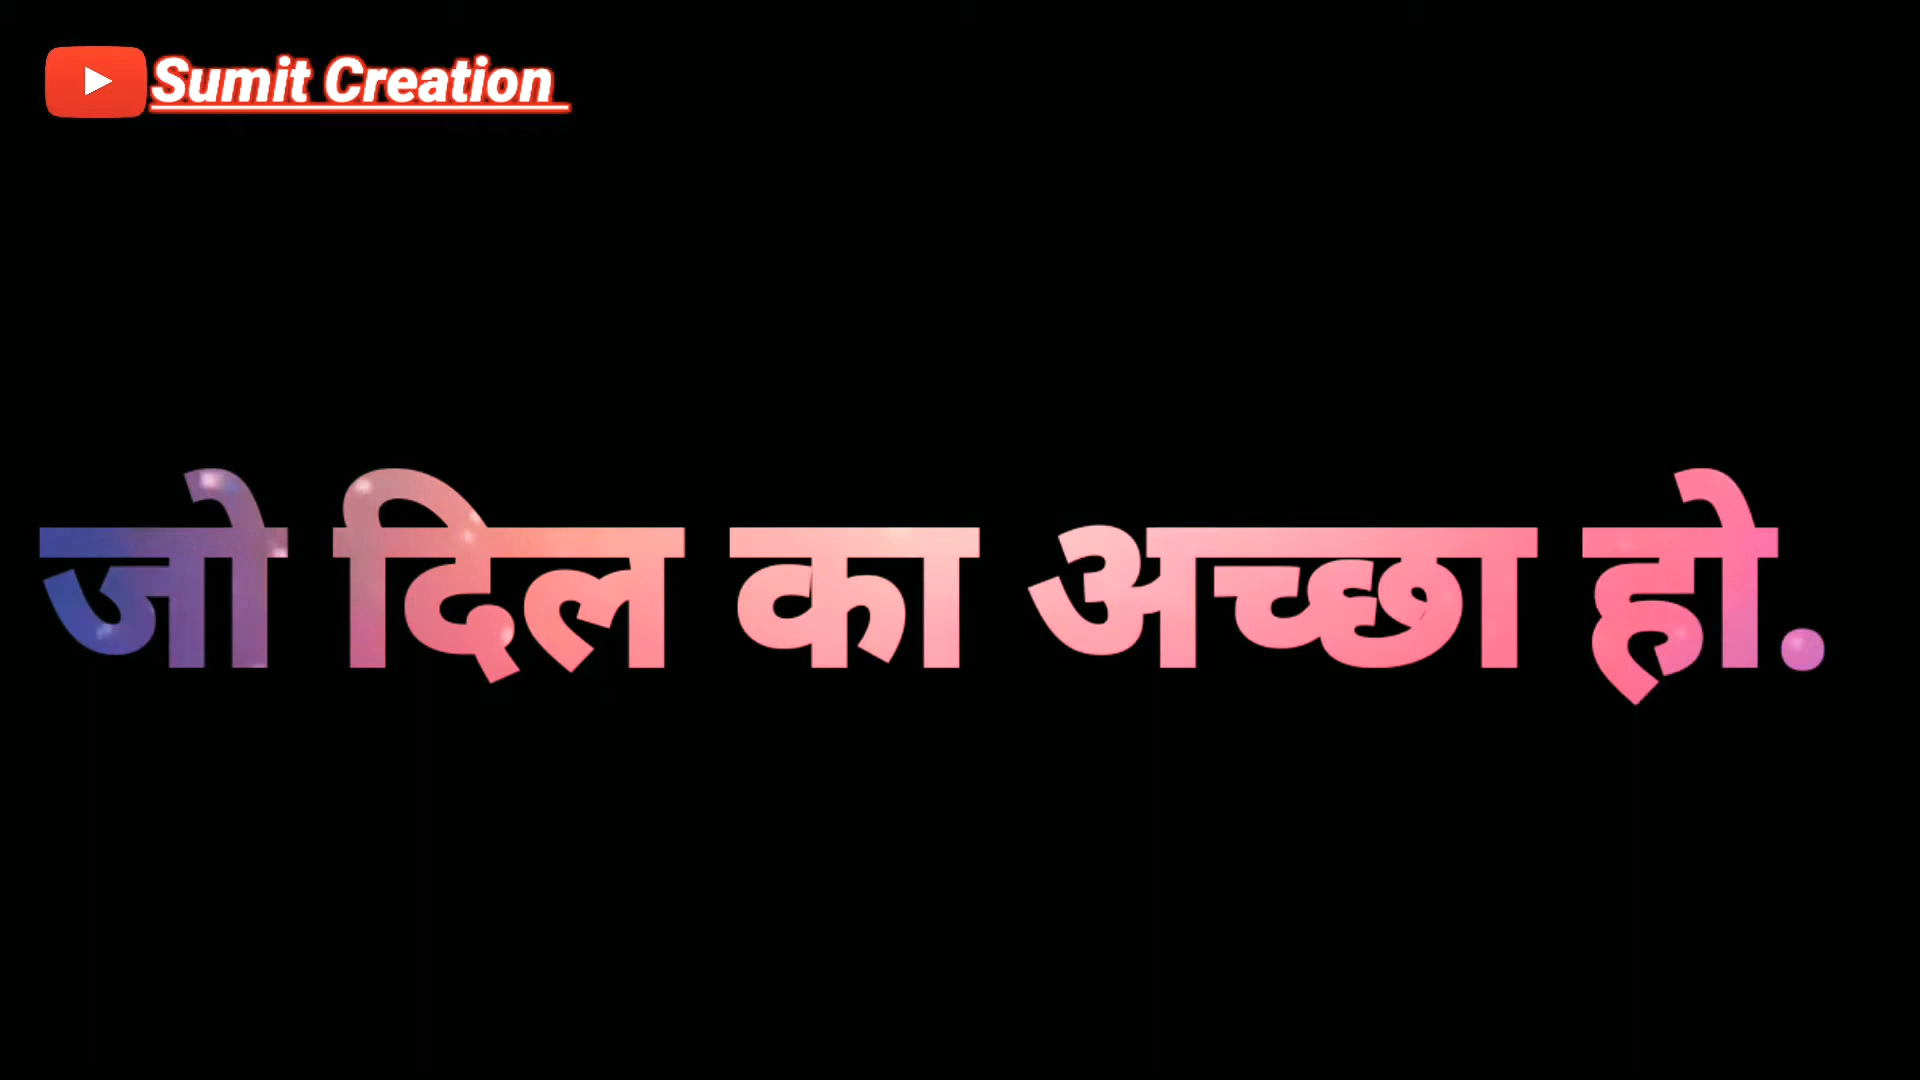 Sumit Creation
जो दिल का अच्छा हो.